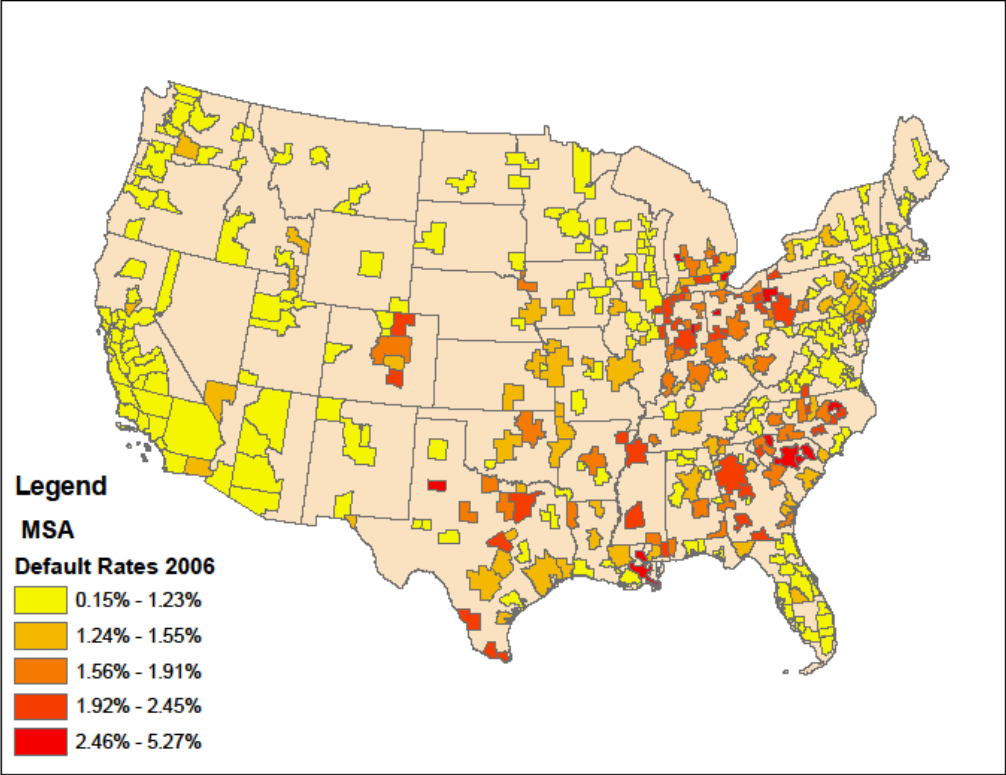 Legend
MSA
Default Rates 2006
0.15% - 1.23%
1.24% - 1.55%
1.56% - 1.91%
1.92% - 2.45%
2.46% - 5.27%